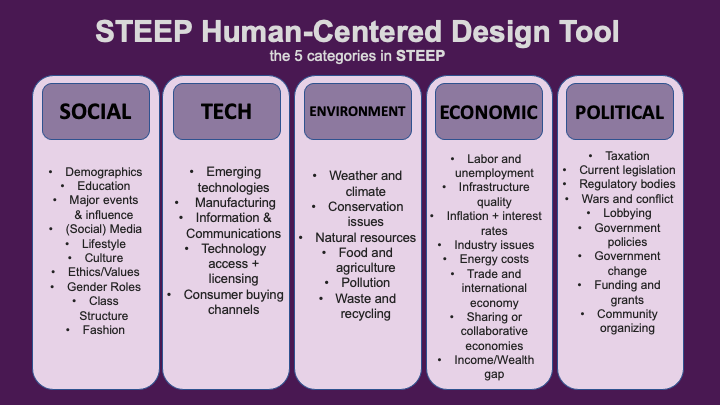 STEEP Human-Centered Design Tool
the 5 categories in STEEP
SOCIAL
• Demographics
• Education
• Major events
& influence
• (Social) Media
• Lifestyle
• Culture
• Ethics/Values
• Gender Roles
• Class
Structure
• Fashion
TECH
• Emerging
technologies
• Manufacturing
• Information &
Communications
• Technology
access +
licensing
• Consumer buying
channels
ENVIRONMENT
• Weather and
climate
• Conservation
issues
• Natural resources
• Food and
agriculture
• Pollution
• Waste and
recycling
ECONOMIC
• Labor and
unemployment
• Infrastructure
quality
• Inflation + interest
rates
• Industry issues
• Energy costs
• Trade and
international
economy
• Sharing or
collaborative
economies
• Income/Wealth
gap
POLITICAL
• Taxation
• Current legislation
• Regulatory bodies
• Wars and conflict
• Lobbying
• Government
policies
• Government
change
• Funding and
grants
• Community
organizing